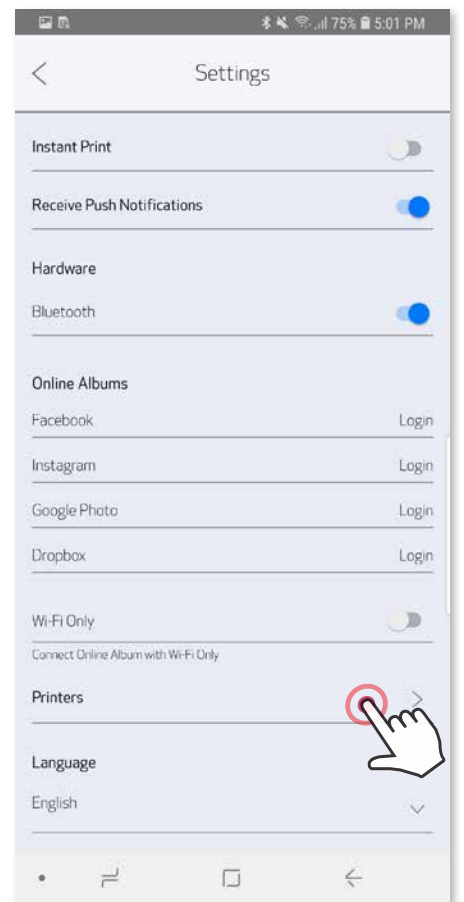 75% 5:01 PM
Settings
Instant Print
Receive Push Notifications
Hardware
Bluetooth
Online Albums
Facebook Login
Instagram Login
Google Photo Login
Dropbox Login
Wi-Fi Only
Connect Online Album with Wi-Fi Only
Printers
Language
English